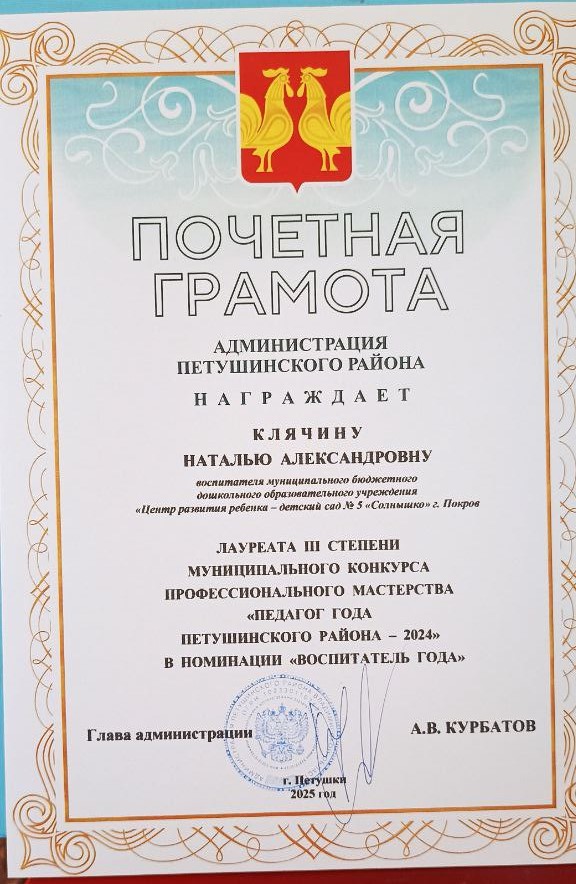 ПОЧЕТНАЯ
ГРАМОТА
АДМИНИСТРАЦИЯ
ПЕТУШИНСКОГО РАЙОНА
Н А Г Р А Ж Д А Е Т
К Л Я Ч И Н У
НАТАЛЬЮ АЛЕКСАНДРОВНУ
воспитателя муниципального бюджетного
дошкольного образовательного учреждения
«Центр развития ребенка – детский сад № 5 «Солнышко» г. Покров
ЛАУРЕАТА III СТЕПЕНИ
МУНИЦИПАЛЬНОГО КОНКУРСА
ПРОФЕССИОНАЛЬНОГО МАСТЕРСТВА
«ПЕДАГОГ ГОДА
ПЕТУШИНСКОГО РАЙОНА – 2024»
В НОМИНАЦИИ «ВОСПИТАТЕЛЬ ГОДА»
Глава администрации А.В. КУРБАТОВ
г. Петушки
2025 год